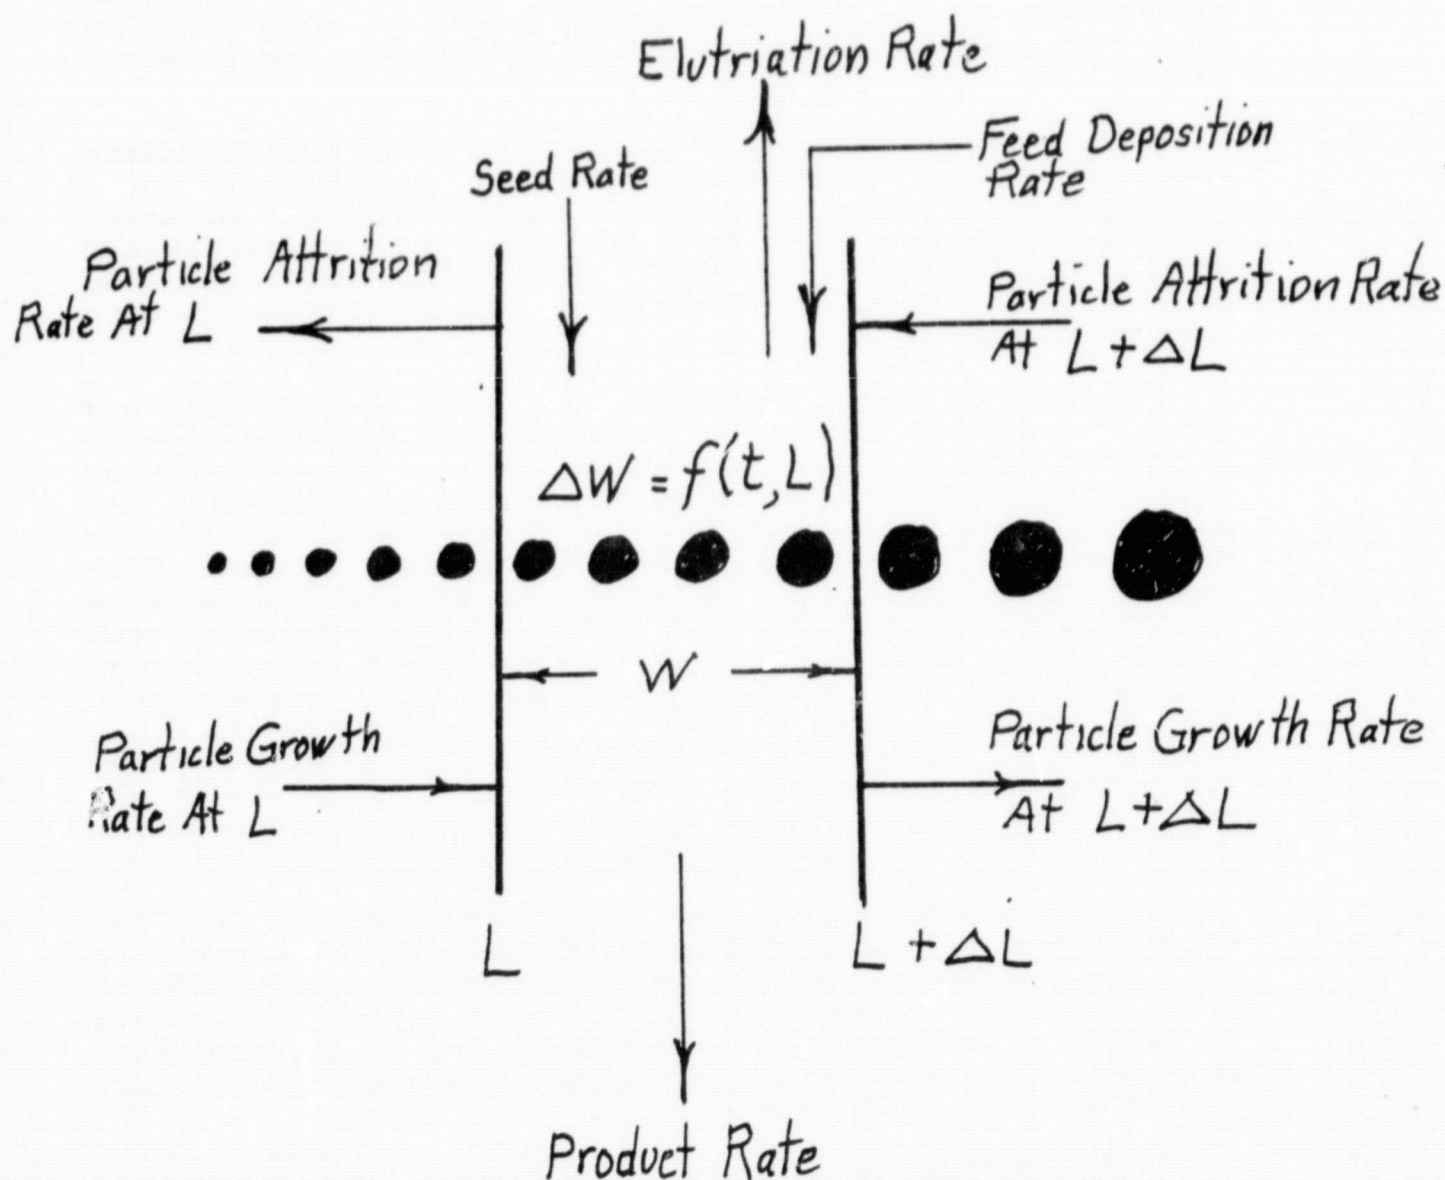 Elutriation Rate
Feed Deposition
Rate
Seed Rate
Particle Attrition
Rate At L
Particle Attrition Rate
At L + ΔL
ΔW = f(t,L)
W
Particle Growth
Rate At L
Particle Growth Rate
At L+ΔL
L
L + ΔL
Product Rate